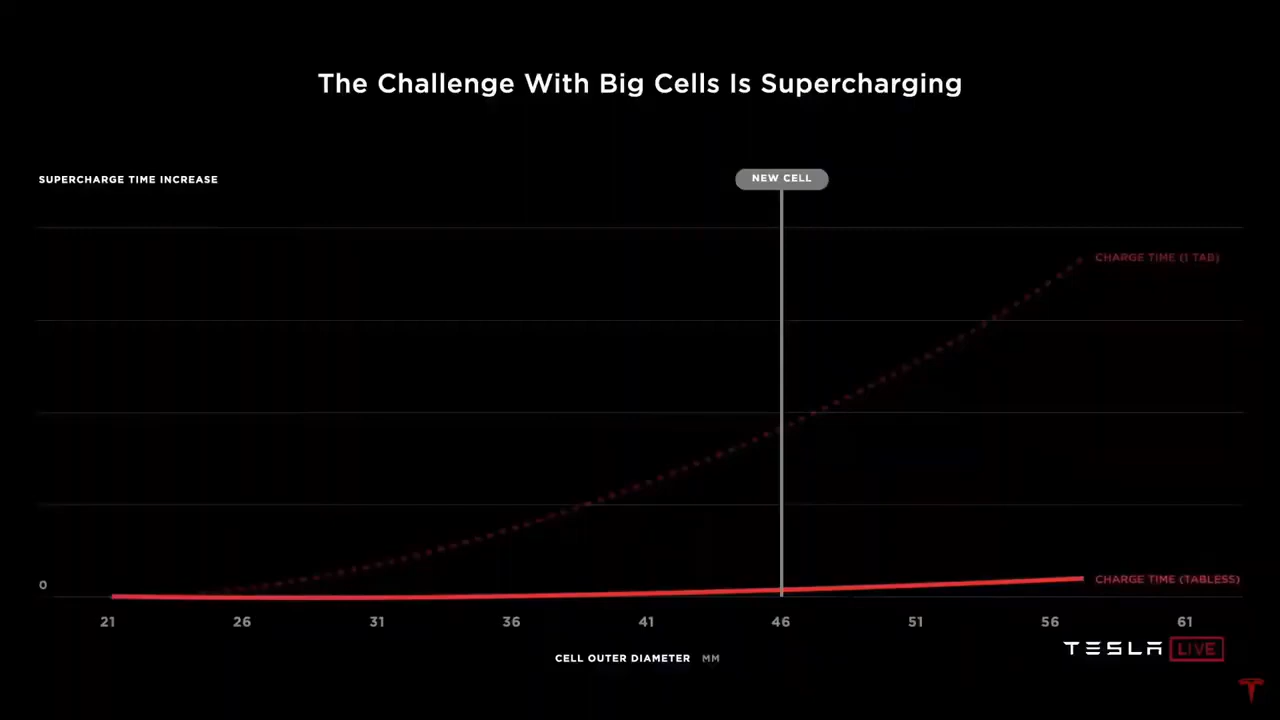 The Challenge With Big Cells Is Supercharging
SUPERCHARGE TIME INCREASE
NEW CELL
CHARGE TIME (1 TAB)
CHARGE TIME (TABLESS)
0
21 26 31 36 41 46 51 56 61
CELL OUTER DIAMETER MM
TESLA LIVE